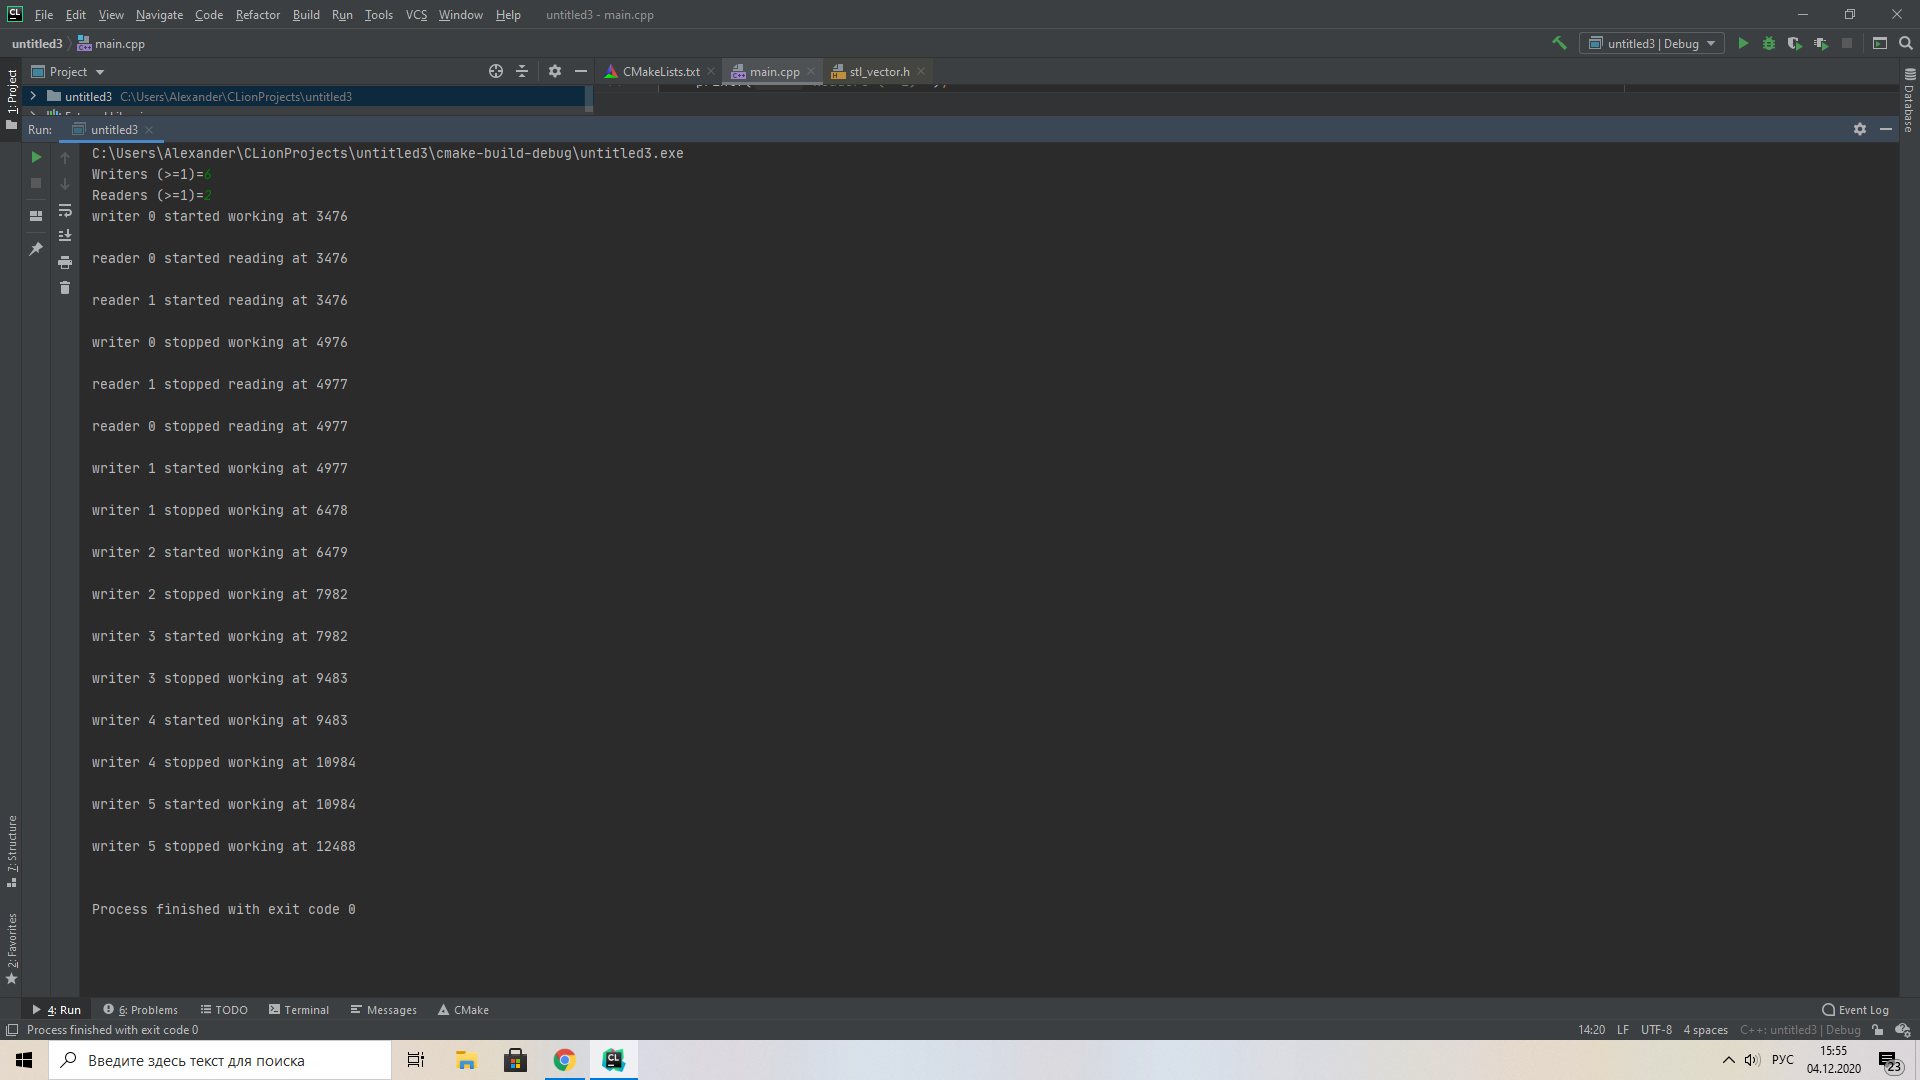 CL File Edit View Navigate Code Refactor Build Run Tools VCS Window Help untitled3 - main.cpp
untitled3 main.cpp untitled3 | Debug
1: Project Project CMakeLists.txt main.cpp stl_vector.h Database
untitled3 C:\Users\Alexander\CLionProjects\untitled3
Run: untitled3
C:\Users\Alexander\CLionProjects\untitled3\cmake-build-debug\untitled3.exe
Writers (>=1)=6
Readers (>=1)=2
writer 0 started working at 3476
reader 0 started reading at 3476
reader 1 started reading at 3476
writer 0 stopped working at 4976
reader 1 stopped reading at 4977
reader 0 stopped reading at 4977
writer 1 started working at 4977
writer 1 stopped working at 6478
writer 2 started working at 6479
writer 2 stopped working at 7982
writer 3 started working at 7982
writer 3 stopped working at 9483
writer 4 started working at 9483
writer 4 stopped working at 10984
writer 5 started working at 10984
writer 5 stopped working at 12488
Process finished with exit code 0
7: Structure
2: Favorites
4: Run 6: Problems TODO Terminal Messages CMake Event Log
Process finished with exit code 0 14:20 LF UTF-8 4 spaces C++: untitled3 | Debug
Введите здесь текст для поиска CL РУС 15:55
04.12.2020 23